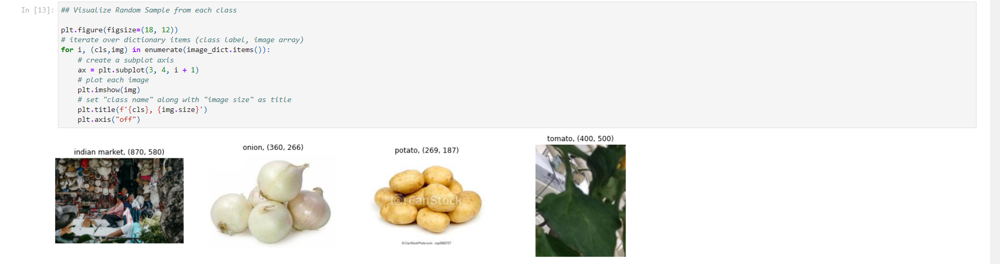 In [13]:
## Visualize Random Sample from each class
plt.figure(figsize=(18, 12))
# iterate over dictionary items (class label, image array)
for i, (cls,img) in enumerate(image_dict.items()):
    # create a subplot axis
    ax = plt.subplot(3, 4, i + 1)
    # plot each image
    plt.imshow(img)
    # set "class name" along with "image size" as title
    plt.title(f'{cls}, {img.size}')
    plt.axis("off")
indian market, (870, 580)
onion, (360, 266)
potato, (269, 187)
tomato, (400, 500)
© CanStock
© CanStockPhoto.com